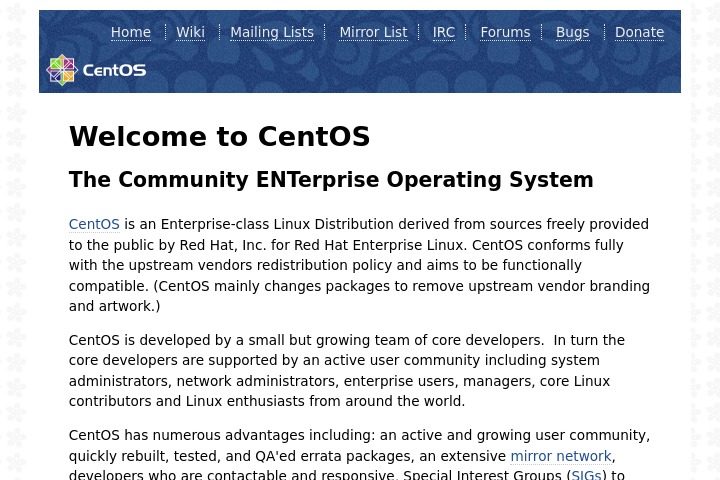 Home Wiki Mailing Lists Mirror List IRC Forums Bugs Donate
CentOS
Welcome to CentOS
The Community ENTerprise Operating System
CentOS is an Enterprise-class Linux Distribution derived from sources freely provided
to the public by Red Hat, Inc. for Red Hat Enterprise Linux. CentOS conforms fully
with the upstream vendors redistribution policy and aims to be functionally
compatible. (CentOS mainly changes packages to remove upstream vendor branding
and artwork.)
CentOS is developed by a small but growing team of core developers.  In turn the
core developers are supported by an active user community including system
administrators, network administrators, enterprise users, managers, core Linux
contributors and Linux enthusiasts from around the world.
CentOS has numerous advantages including: an active and growing user community,
quickly rebuilt, tested, and QA'ed errata packages, an extensive mirror network,
developers who are contactable and responsive, Special Interest Groups (SIGs) to